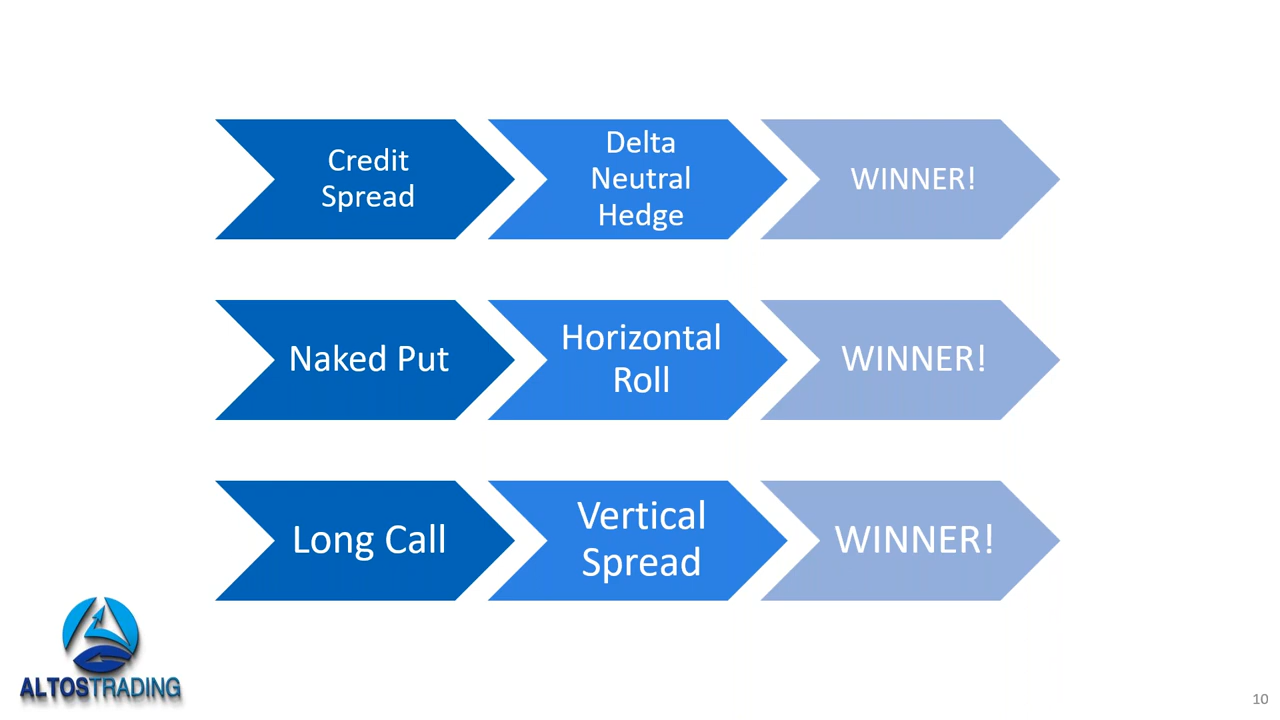 Credit
Spread
Delta
Neutral
Hedge
WINNER!
Naked Put
Horizontal
Roll
WINNER!
Long Call
Vertical
Spread
WINNER!
ALTOSTRADING
10